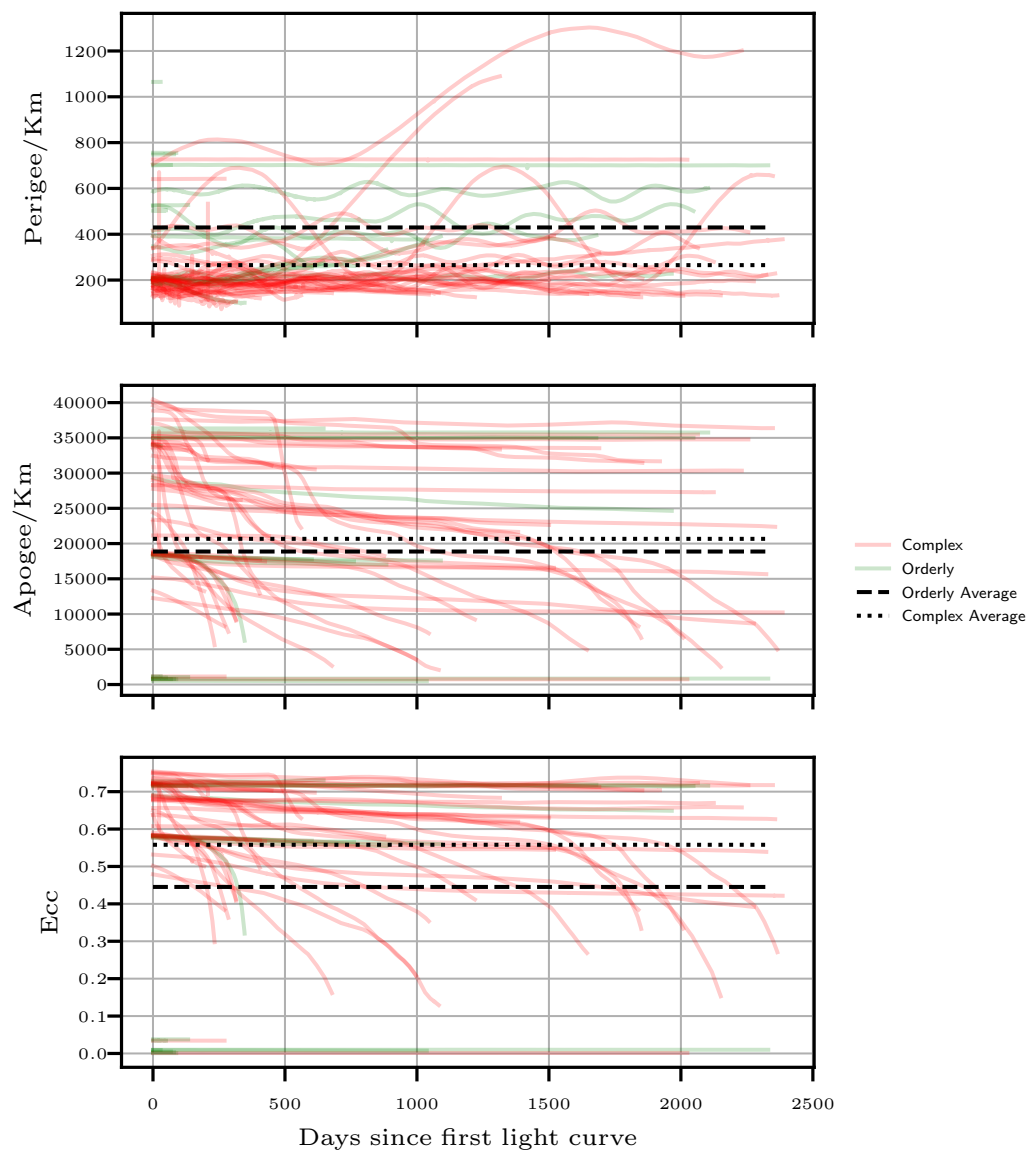 1200
1000
800
600
400
200
Perigee/Km
40000
35000
30000
25000
20000
15000
10000
5000
0
Apogee/Km
Complex
Orderly
Orderly Average
Complex Average
0.7
0.6
0.5
0.4
0.3
0.2
0.1
0.0
Ecc
0 500 1000 1500 2000 2500
Days since first light curve